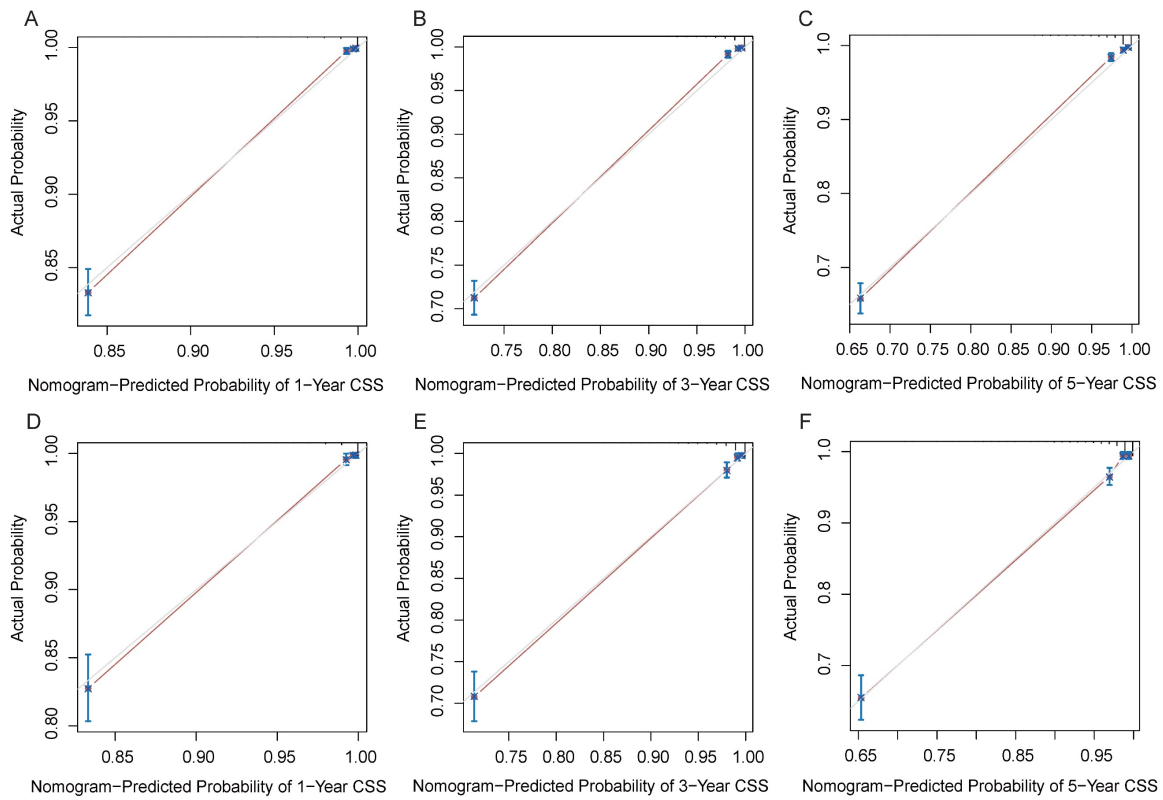 A
Actual Probability
1.00
0.95
0.90
0.85
0.85 0.90 0.95 1.00
Nomogram−Predicted Probability of 1−Year CSS
B
Actual Probability
1.00
0.95
0.90
0.85
0.80
0.75
0.70
0.75 0.80 0.85 0.90 0.95 1.00
Nomogram−Predicted Probability of 3−Year CSS
C
Actual Probability
1.0
0.9
0.8
0.7
0.65 0.70 0.75 0.80 0.85 0.90 0.95 1.00
Nomogram−Predicted Probability of 5−Year CSS
D
Actual Probability
1.00
0.95
0.90
0.85
0.80
0.85 0.90 0.95 1.00
Nomogram−Predicted Probability of 1−Year CSS
E
Actual Probability
1.00
0.95
0.90
0.85
0.80
0.75
0.70
0.75 0.80 0.85 0.90 0.95 1.00
Nomogram−Predicted Probability of 3−Year CSS
F
Actual Probability
1.0
0.9
0.8
0.7
0.65 0.75 0.85 0.95
Nomogram−Predicted Probability of 5−Year CSS